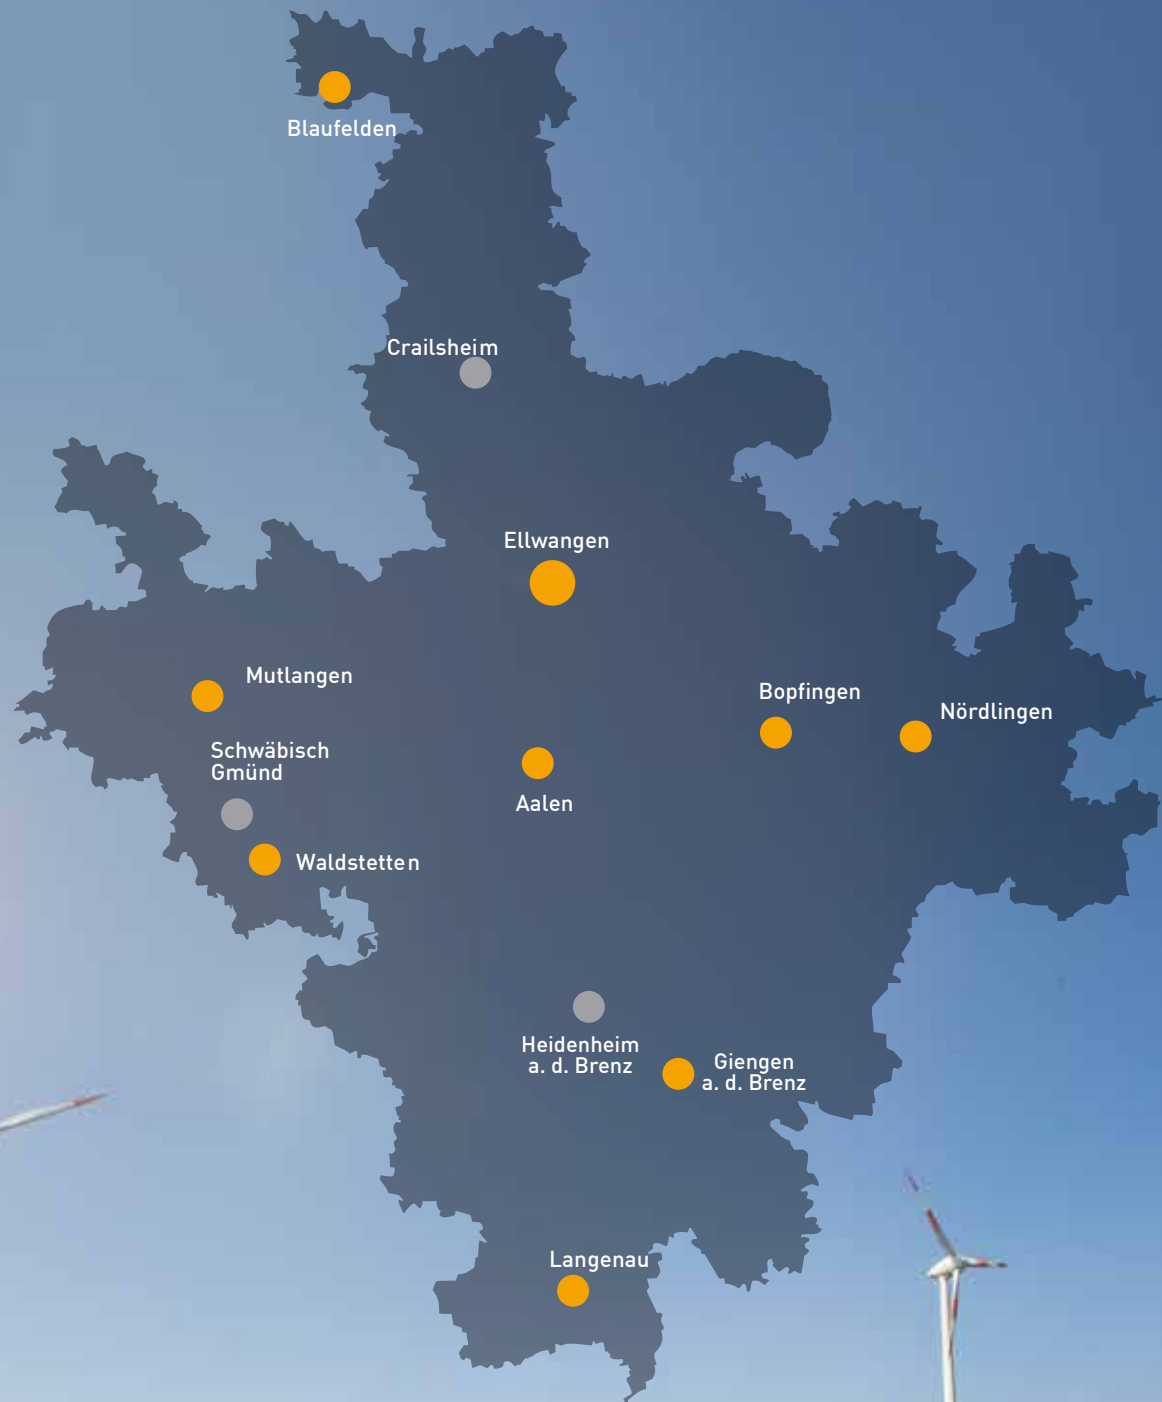 Blaufelden
Crailsheim
Ellwangen
Mutlangen
Bopfingen
Nördlingen
Schwäbisch
Gmünd
Aalen
Waldstetten
Heidenheim
a. d. Brenz
Giengen
a. d. Brenz
Langenau